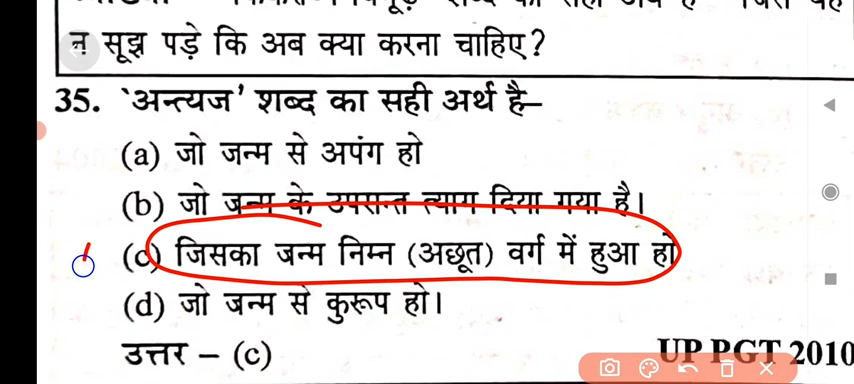 न सूझ पड़े कि अब क्या करना चाहिए?
35. 'अन्त्यज' शब्द का सही अर्थ है–
(a) जो जन्म से अपंग हो
(b) जो जन्म के उपरान्त त्याग दिया गया है।
(c) जिसका जन्म निम्न (अछूत) वर्ग में हुआ हो
(d) जो जन्म से कुरूप हो।
उत्तर – (c)
UP PGT 2010